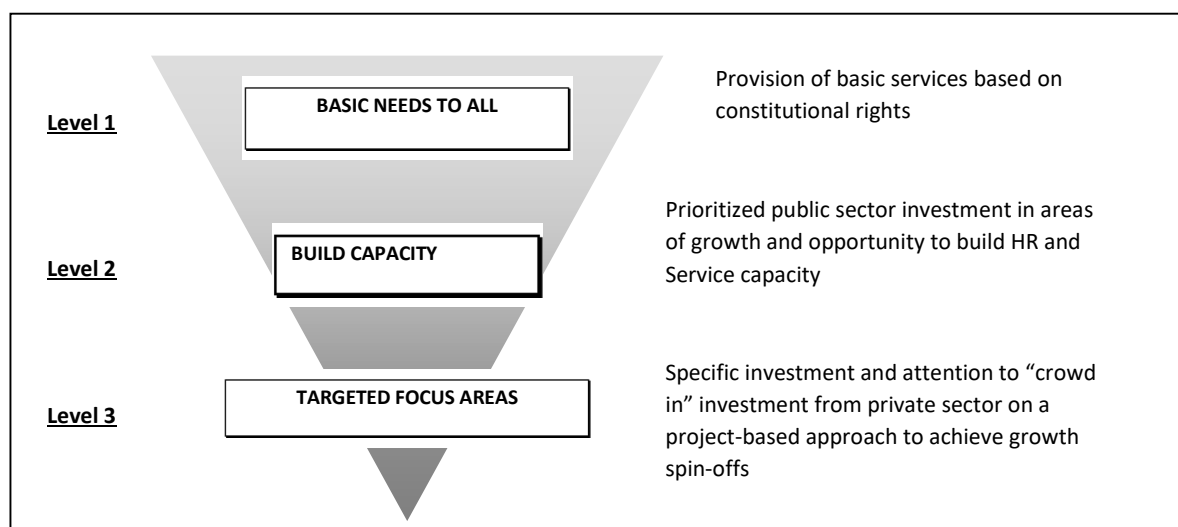 Level 1
BASIC NEEDS TO ALL
Provision of basic services based on
constitutional rights
Level 2
BUILD CAPACITY
Prioritized public sector investment in areas
of growth and opportunity to build HR and
Service capacity
Level 3
TARGETED FOCUS AREAS
Specific investment and attention to “crowd
in” investment from private sector on a
project-based approach to achieve growth
spin-offs